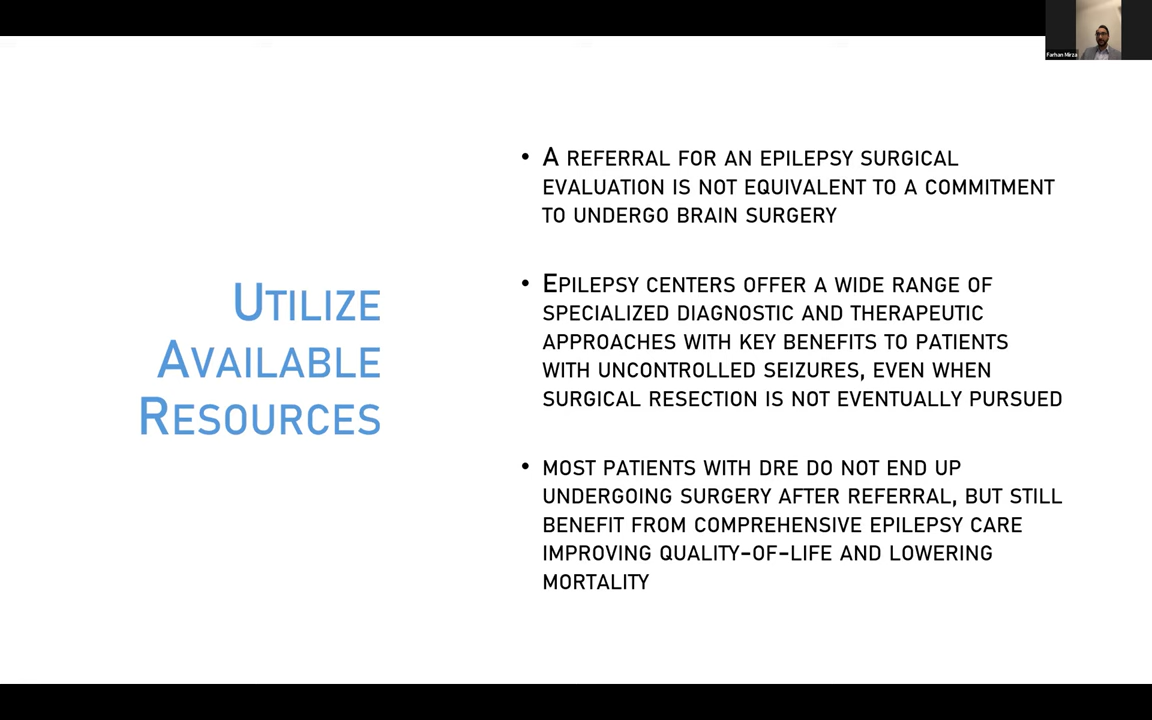 Farhan Mirza
UTILIZE
AVAILABLE
RESOURCES
• A REFERRAL FOR AN EPILEPSY SURGICAL
EVALUATION IS NOT EQUIVALENT TO A COMMITMENT
TO UNDERGO BRAIN SURGERY
• EPILEPSY CENTERS OFFER A WIDE RANGE OF
SPECIALIZED DIAGNOSTIC AND THERAPEUTIC
APPROACHES WITH KEY BENEFITS TO PATIENTS
WITH UNCONTROLLED SEIZURES, EVEN WHEN
SURGICAL RESECTION IS NOT EVENTUALLY PURSUED
• MOST PATIENTS WITH DRE DO NOT END UP
UNDERGOING SURGERY AFTER REFERRAL, BUT STILL
BENEFIT FROM COMPREHENSIVE EPILEPSY CARE
IMPROVING QUALITY-OF-LIFE AND LOWERING
MORTALITY